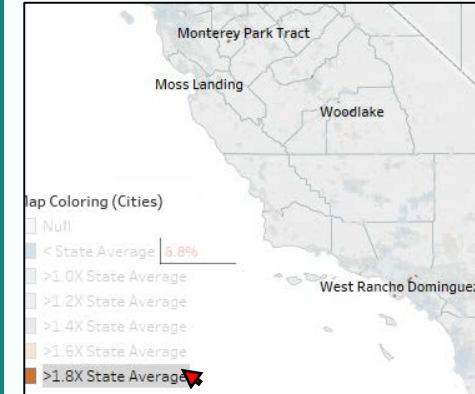 Monterey Park Tract
Moss Landing
Woodlake
West Rancho Dominguez
Map Coloring (Cities)
Null
< State Average 6.8%
>1.0X State Average
>1.2X State Average
>1.4X State Average
>1.6X State Average
>1.8X State Average